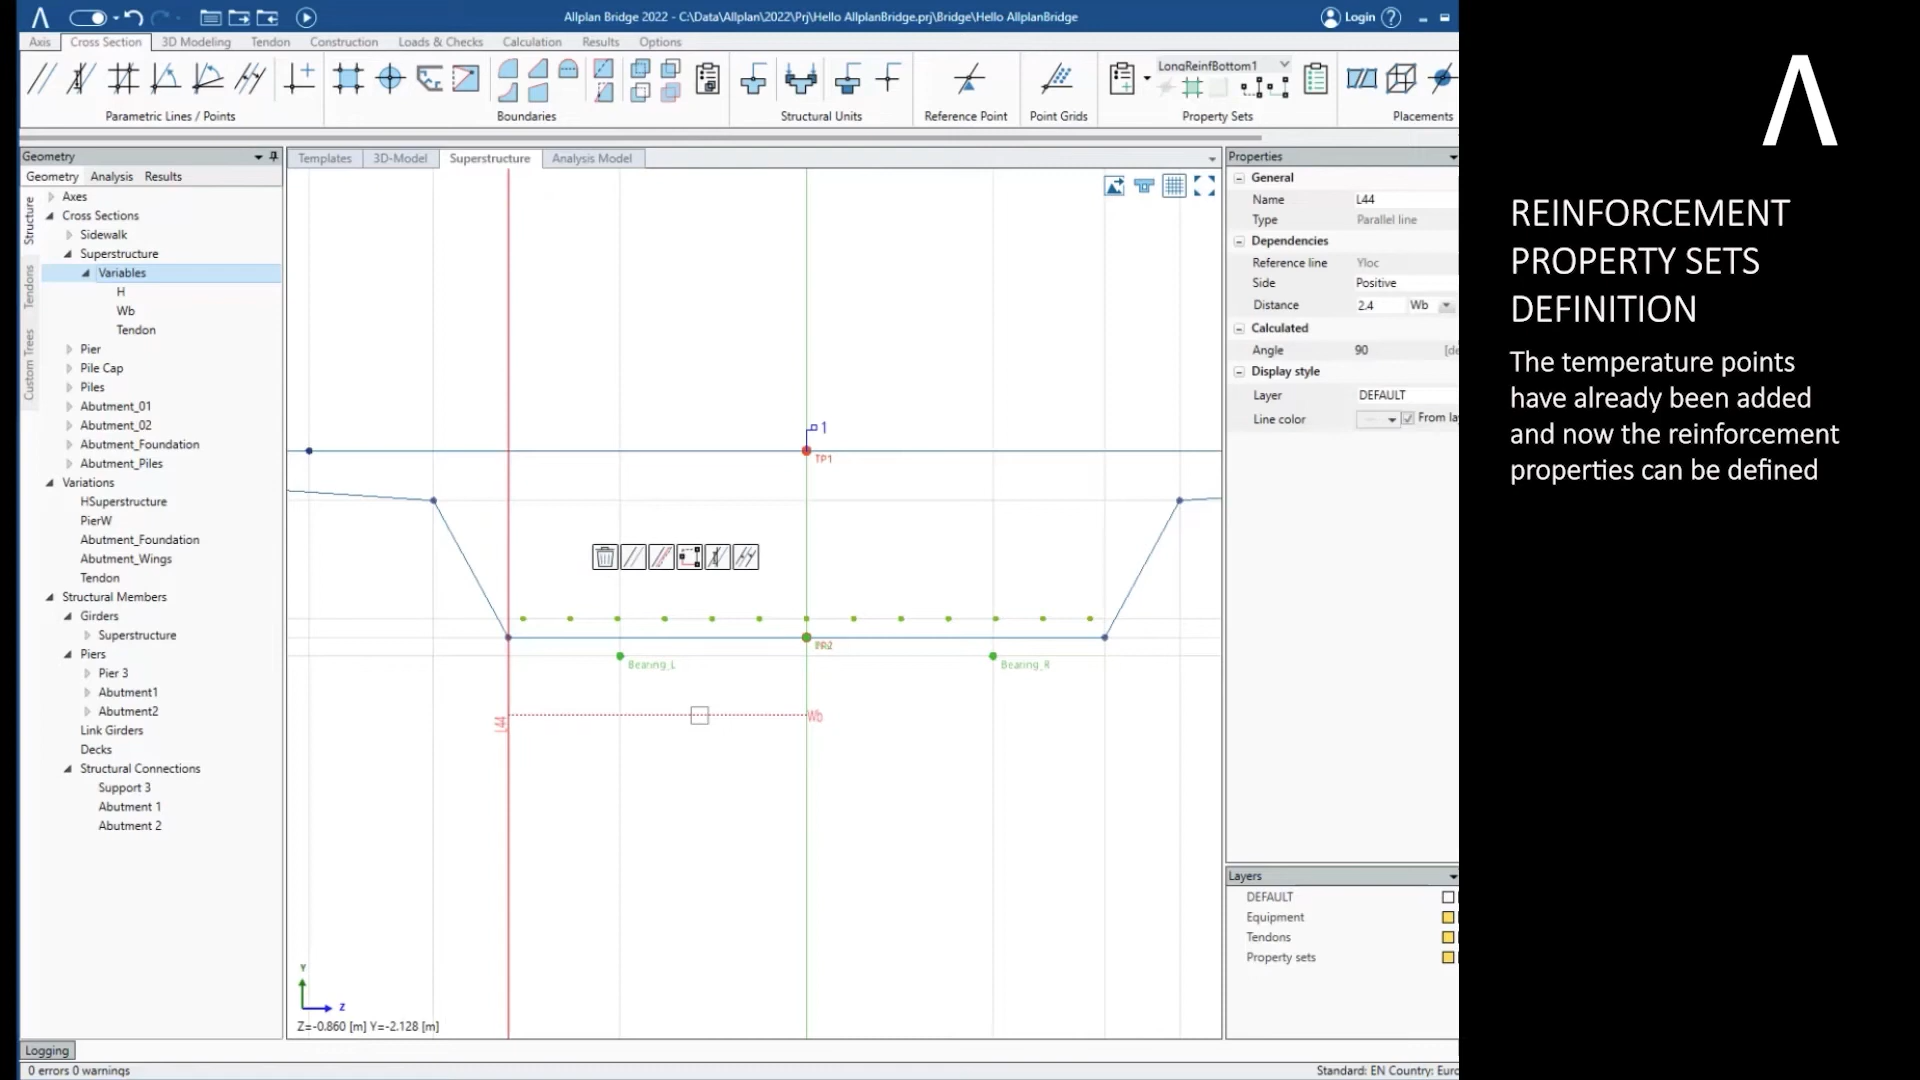 Allplan Bridge 2022 - C:\Data\Allplan\2022\Prj\Hello AllplanBridge.prj\Bridge\Hello AllplanBridge
Login
Axis Cross Section 3D Modeling Tendon Construction Loads & Checks Calculation Results Options
LongReinfBottom1
Parametric Lines / Points Boundaries Structural Units Reference Point Point Grids Property Sets Placements
Geometry
Geometry Analysis Results
Structure
Tendons
Custom Trees
Axes
Cross Sections
Sidewalk
Superstructure
Variables
H
Wb
Tendon
Pier
Pile Cap
Piles
Abutment_01
Abutment_02
Abutment_Foundation
Abutment_Piles
Variations
HSuperstructure
PierW
Abutment_Foundation
Abutment_Wings
Tendon
Structural Members
Girders
Superstructure
Piers
Pier 3
Abutment1
Abutment2
Link Girders
Decks
Structural Connections
Support 3
Abutment 1
Abutment 2
Templates 3D-Model Superstructure Analysis Model
1
TP1
Bearing_L
Bearing_R
L44
Wb
Y
Z
Z=-0.860 [m] Y=-2.128 [m]
Properties
General
Name L44
Type Parallel line
Dependencies
Reference line Yloc
Side Positive
Distance 2.4 Wb
Calculated
Angle 90 [de
Display style
Layer DEFAULT
Line color From la
Layers
DEFAULT
Equipment
Tendons
Property sets
Logging
0 errors 0 warnings
Standard: EN Country: Euro
REINFORCEMENT
PROPERTY SETS
DEFINITION
The temperature points
have already been added
and now the reinforcement
properties can be defined